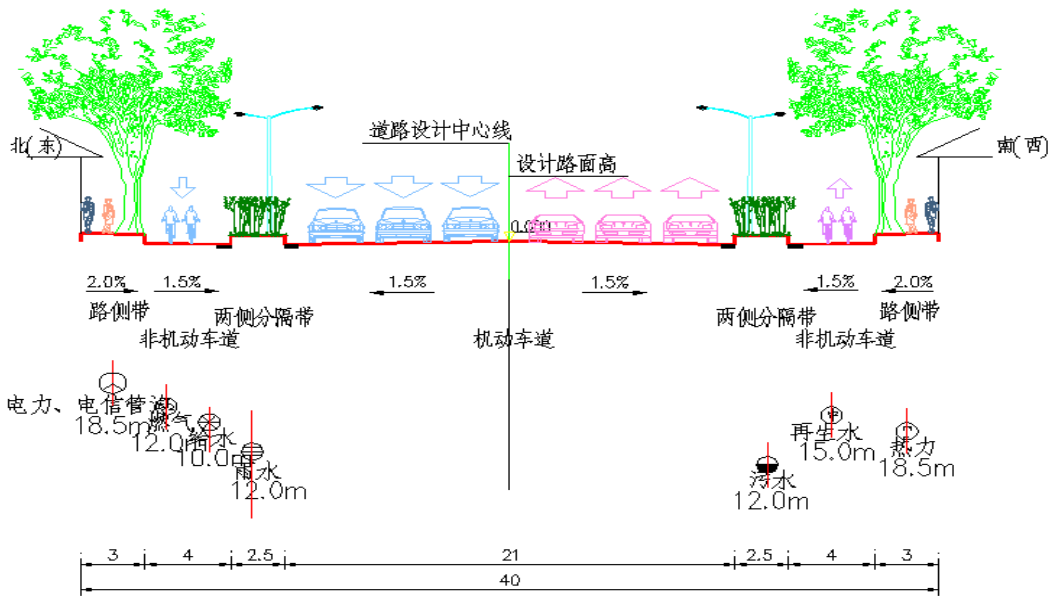 道路设计中心线
北(东)
南(西)
设计路面高
0.000
2.0%
1.5%
1.5%
1.5%
1.5%
2.0%
路侧带
两侧分隔带
两侧分隔带
路侧带
非机动车道
机动车道
非机动车道
电力、电信管沟
18.5m
燃气
12.0m
给水
10.0m
雨水
12.0m
污水
12.0m
再生水
15.0m
热力
18.5m
3
4
2.5
21
2.5
4
3
40